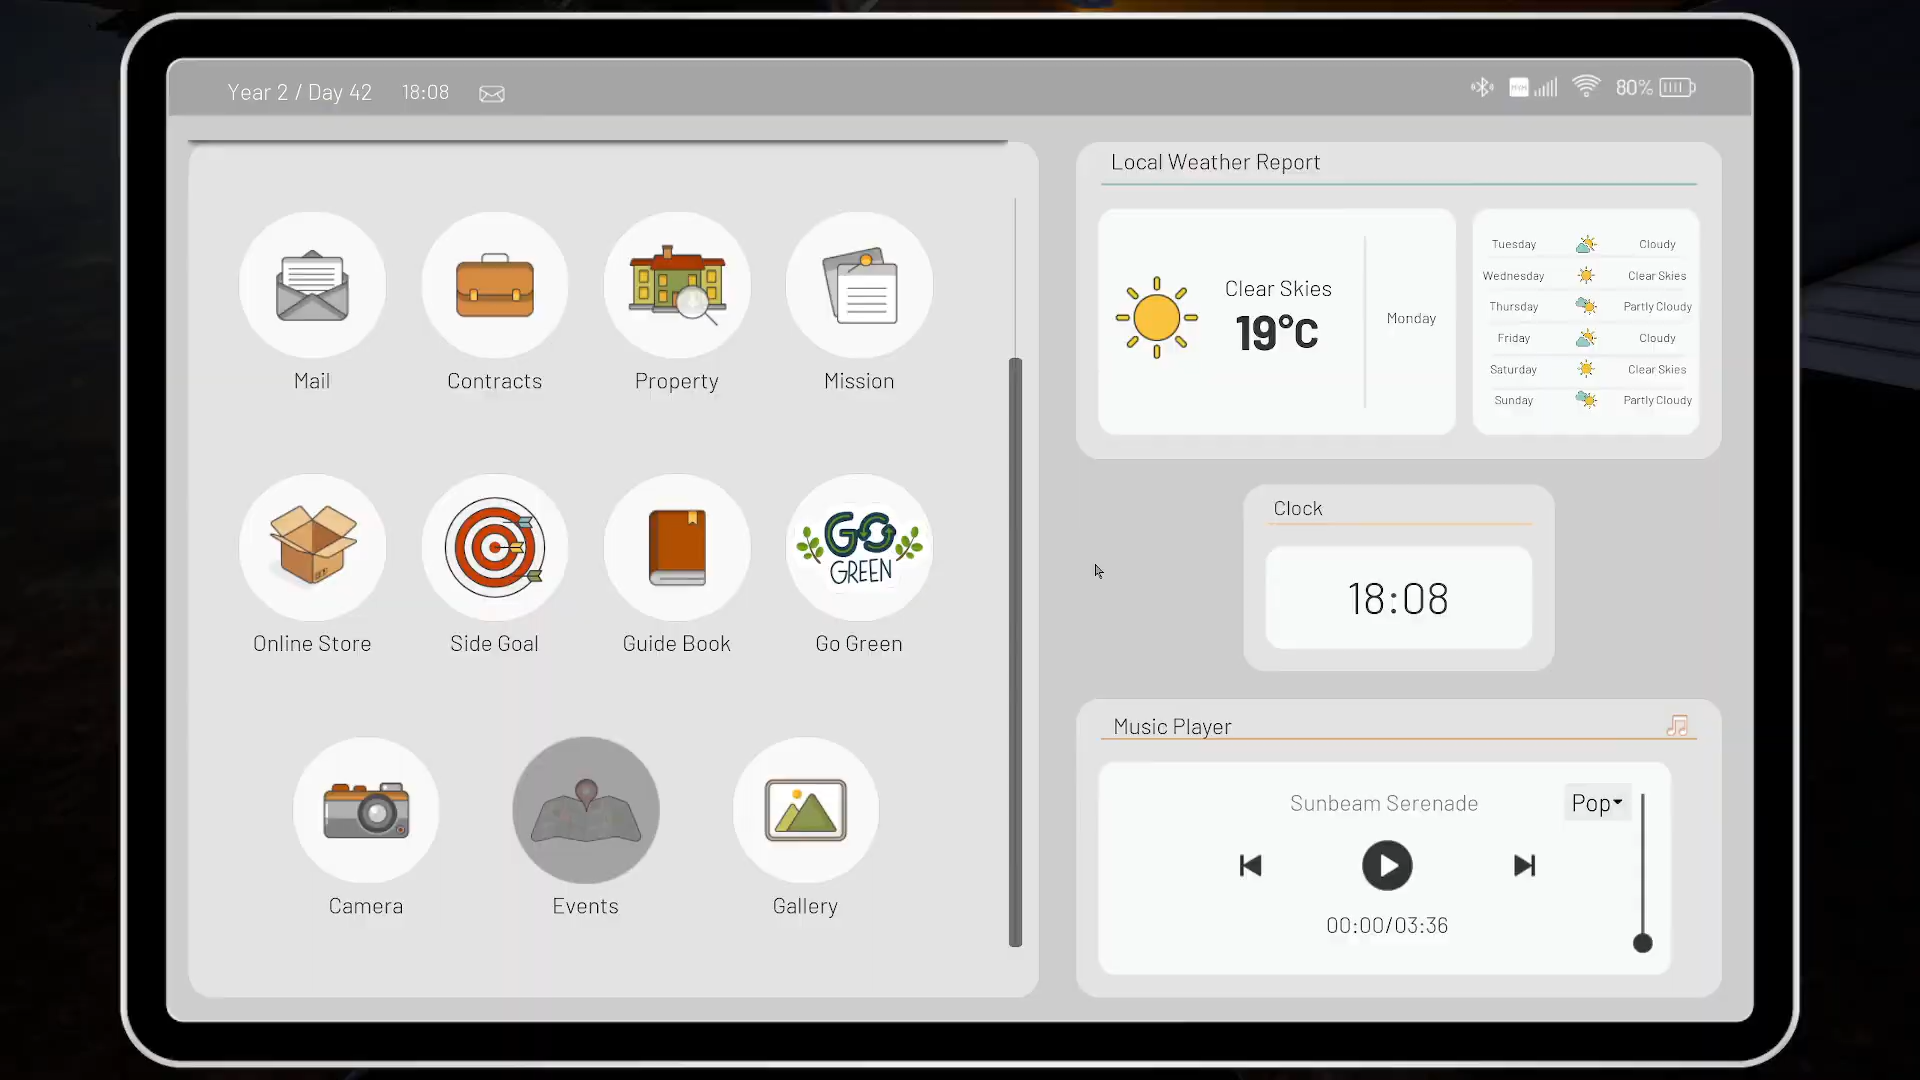 Year 2 / Day 42 18:08 80%
Mail Contracts Property Mission
Online Store Side Goal Guide Book Go Green
GO
GREEN
Camera Events Gallery
Local Weather Report
Clear Skies
19°C
Monday
Tuesday Cloudy
Wednesday Clear Skies
Thursday Partly Cloudy
Friday Cloudy
Saturday Clear Skies
Sunday Partly Cloudy
Clock
18:08
Music Player
Sunbeam Serenade
Pop
00:00/03:36